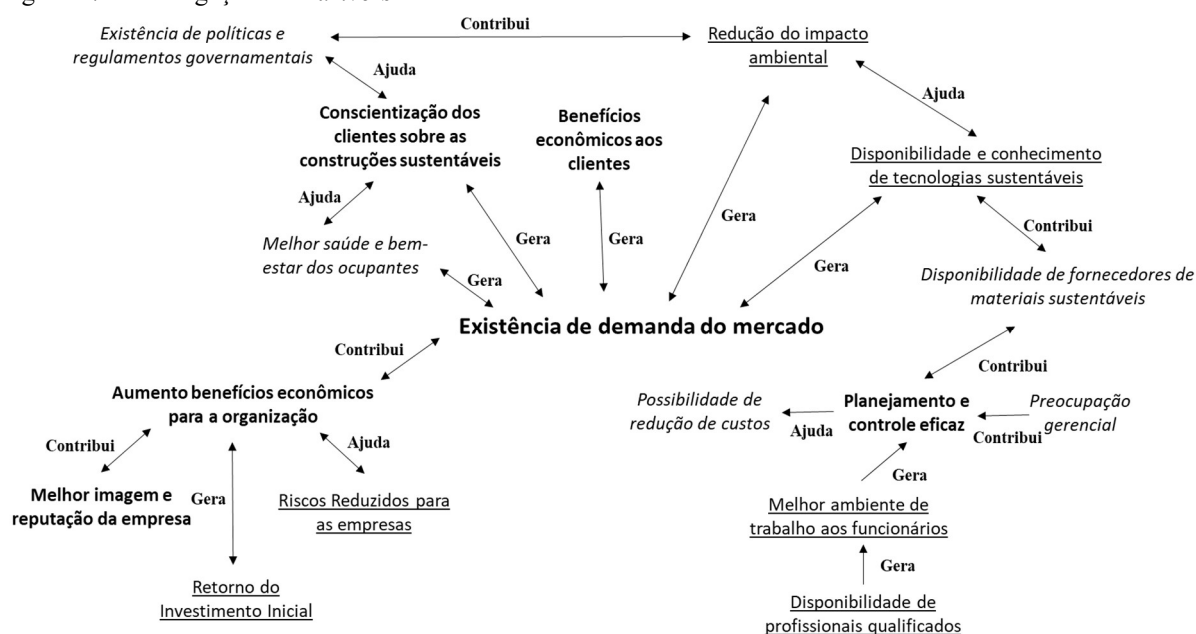 Contribui
Existência de políticas e
regulamentos governamentais
Redução do impacto
ambiental
Ajuda
Ajuda
Conscientização dos
clientes sobre as
construções sustentáveis
Benefícios
econômicos aos
clientes
Disponibilidade e conhecimento
de tecnologias sustentáveis
Ajuda
Gera
Contribui
Melhor saúde e bem-
estar dos ocupantes
Gera
Gera
Gera
Gera
Disponibilidade de fornecedores de
materiais sustentáveis
Existência de demanda do mercado
Contribui
Contribui
Aumento benefícios econômicos
para a organização
Possibilidade de
redução de custos
Ajuda
Planejamento e
controle eficaz
Preocupação
gerencial
Contribui
Contribui
Ajuda
Gera
Melhor imagem e
reputação da empresa
Gera
Riscos Reduzidos para
as empresas
Melhor ambiente de
trabalho aos funcionários
Gera
Retorno do
Investimento Inicial
Disponibilidade de
profissionais qualificados